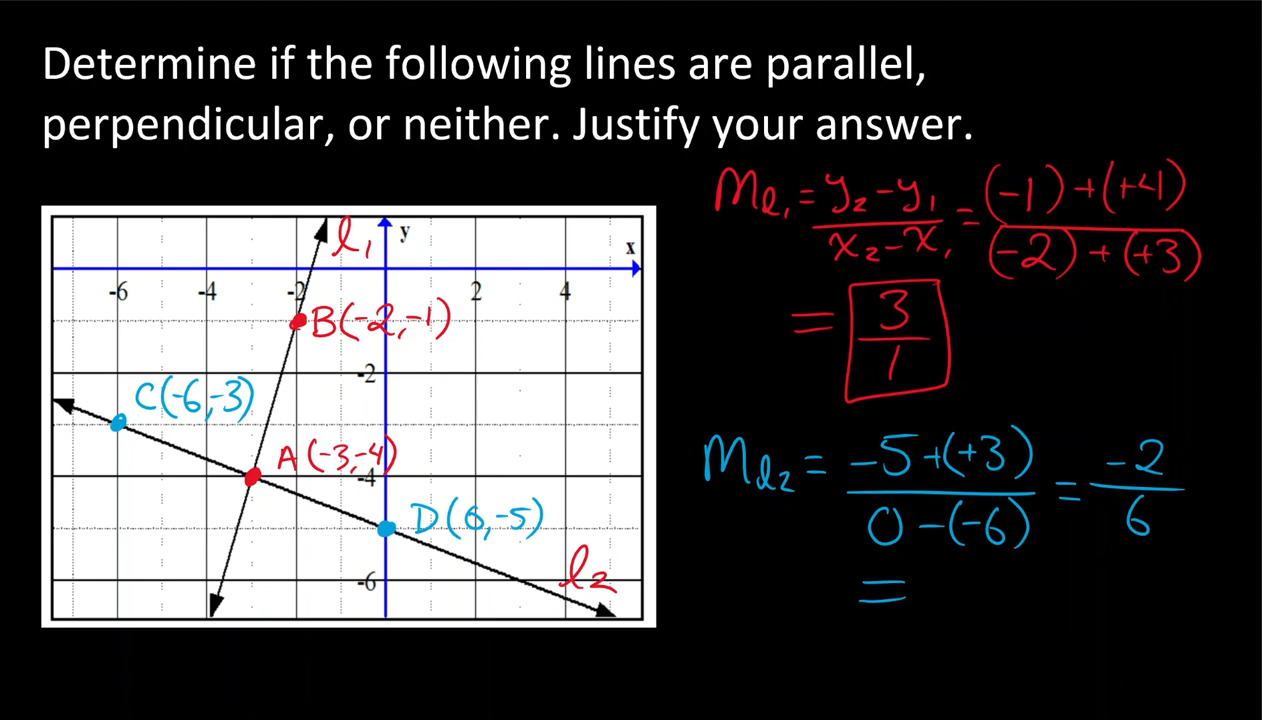 Determine if the following lines are parallel,
perpendicular, or neither. Justify your answer.
m_l₁ = (y₂ - y₁)/(x₂ - x₁) = ((-1) + (+4))/((-2) + (+3))
= 3/1
l₁
y
x
-6 -4 -2 2 4
B(-2,-1)
-2
C(-6,-3)
A(-3,-4)
-4
D(0,-5)
l₂
-6
m_l₂ = (-5 + (+3))/(0 - (-6)) = -2/6
=